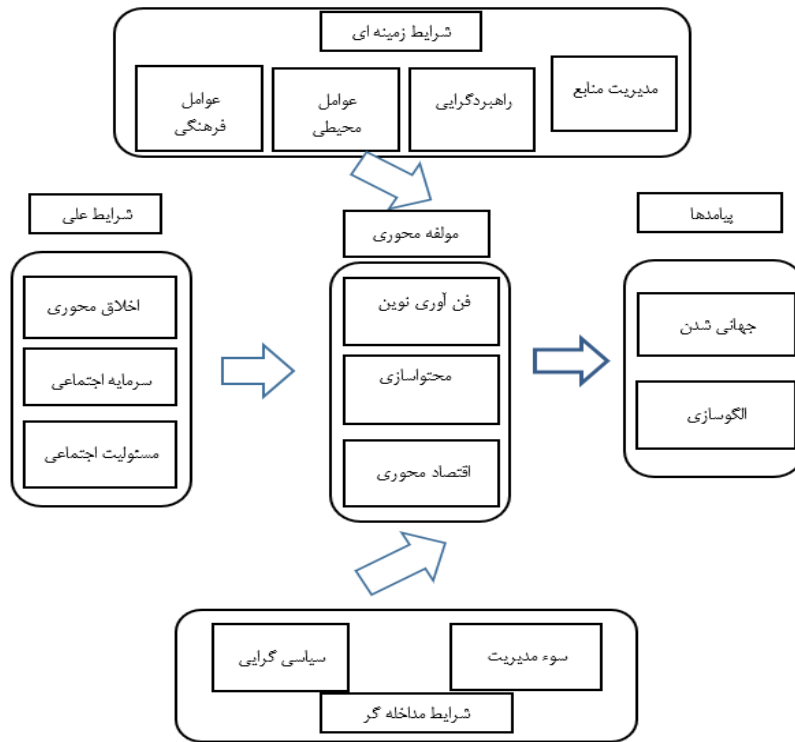 شرایط زمینه ای
مدیریت منابع
راهبردگرایی
عوامل
محیطی
عوامل
فرهنگی
شرایط علی
اخلاق محوری
سرمایه اجتماعی
مسئولیت اجتماعی
مولفه محوری
فن آوری نوین
محتواسازی
اقتصاد محوری
پیامدها
جهانی شدن
الگوسازی
سوء مدیریت
سیاسی گرایی
شرایط مداخله گر